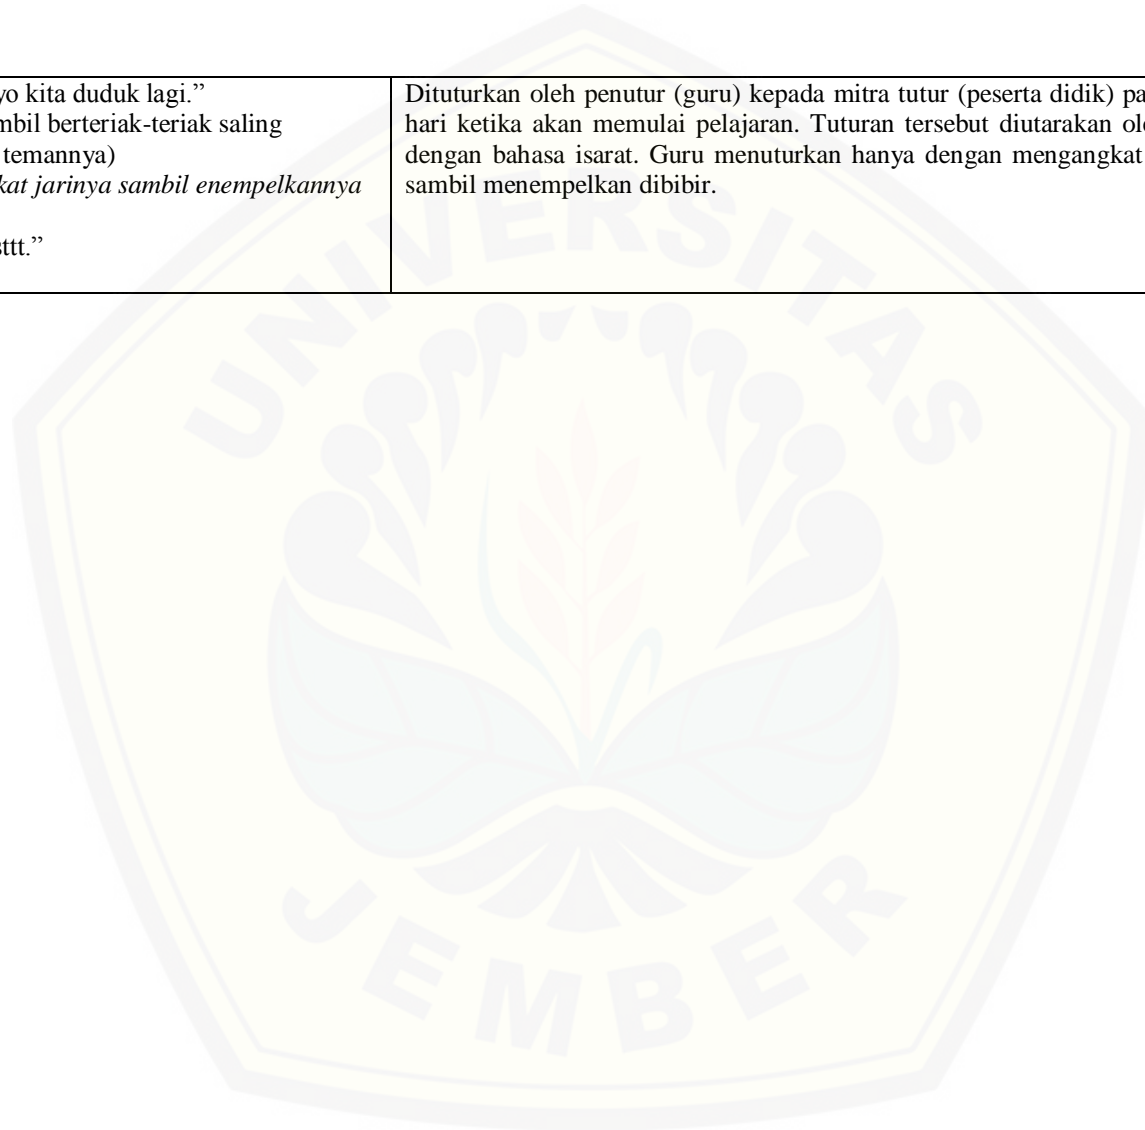 yo kita duduk lagi.”
mbil berteriak-teriak saling
temannya)
kat jarinya sambil enempelkannya
sttt.”
Dituturkan oleh penutur (guru) kepada mitra tutur (peserta didik) pa
hari ketika akan memulai pelajaran. Tuturan tersebut diutarakan ol
dengan bahasa isarat. Guru menuturkan hanya dengan mengangkat
sambil menempelkan dibibir.
UNIVERSITAS
JEMBER